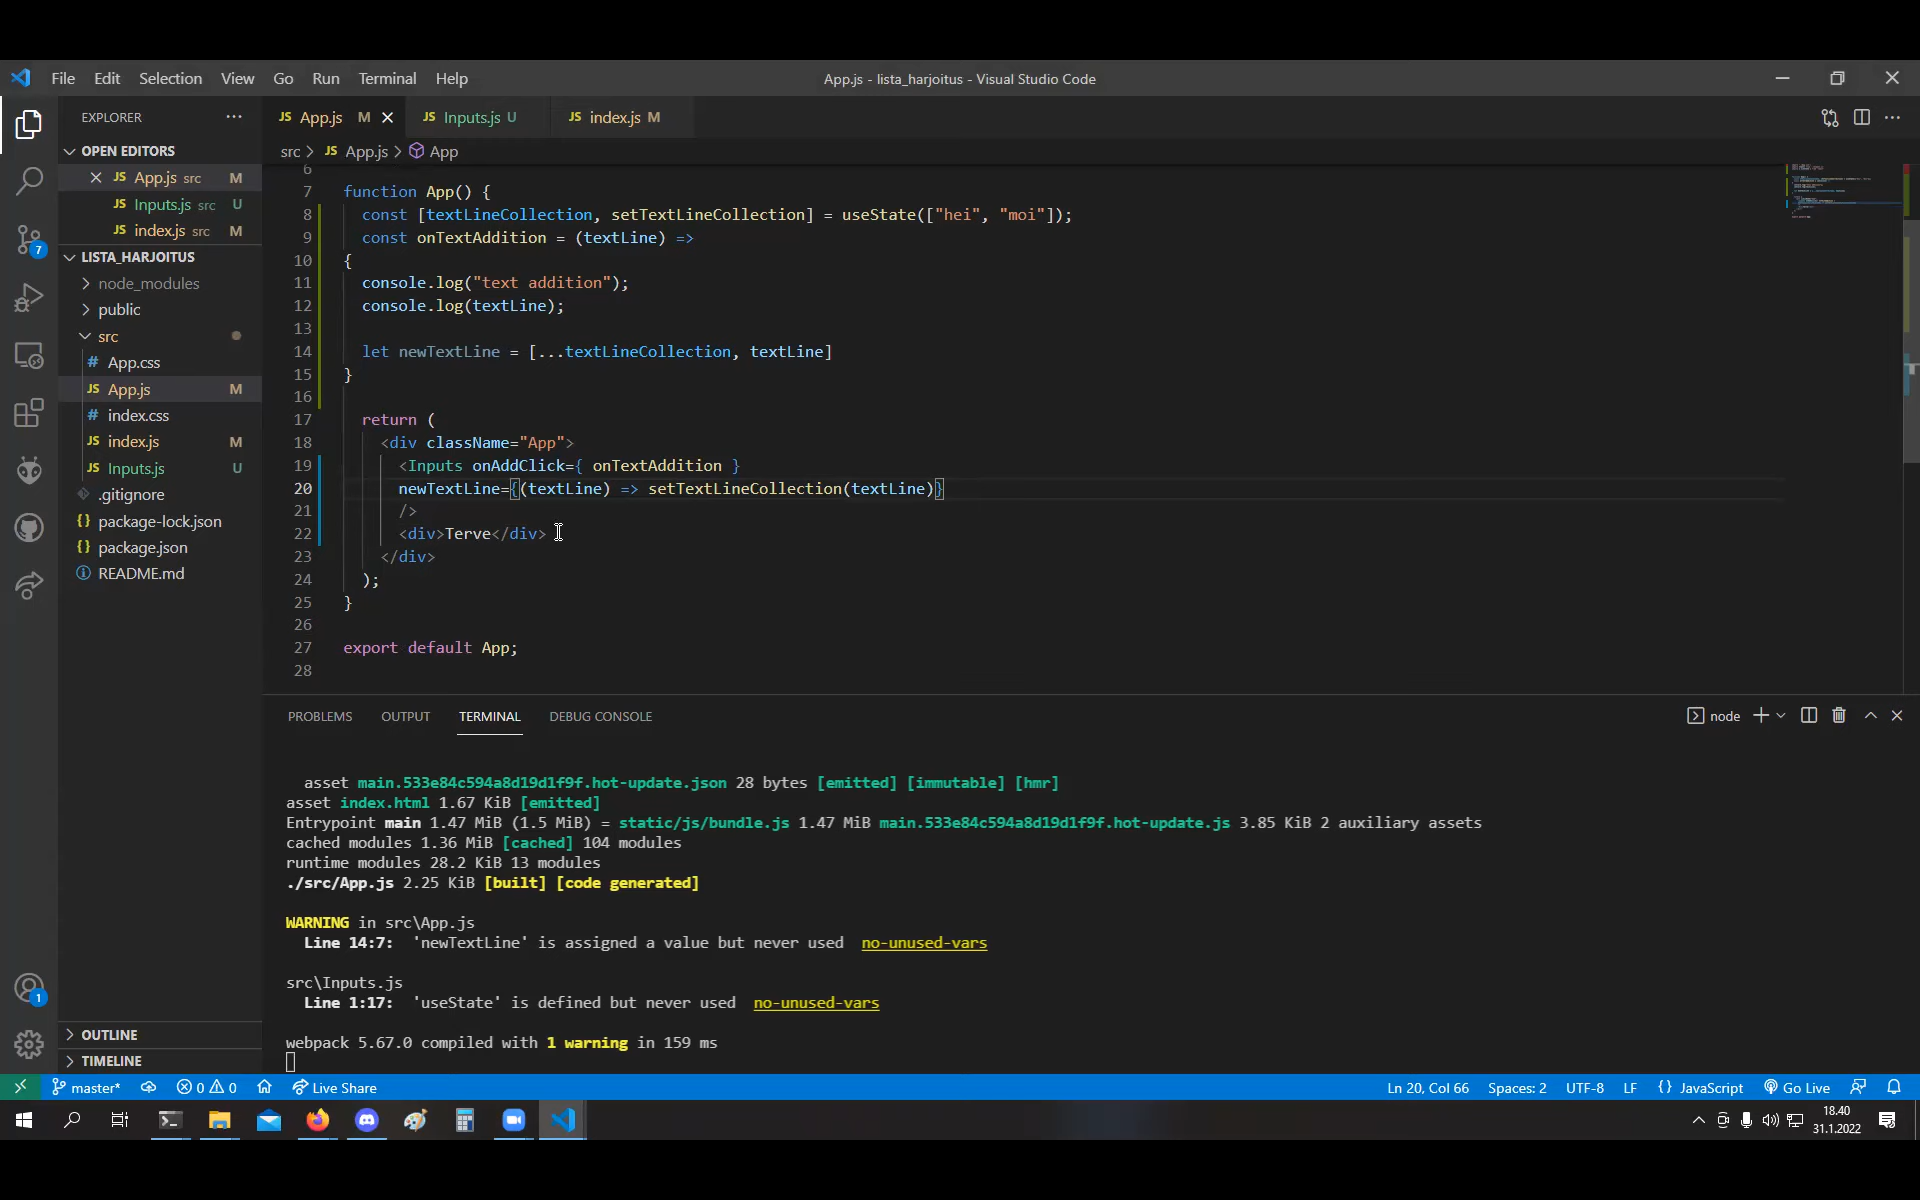 File Edit Selection View Go Run Terminal Help
App.js - lista_harjoitus - Visual Studio Code
EXPLORER
OPEN EDITORS
App.js src M
Inputs.js src U
index.js src M
LISTA_HARJOITUS
node_modules
public
src
App.css
App.js M
index.css
index.js M
Inputs.js U
.gitignore
package-lock.json
package.json
README.md
OUTLINE
TIMELINE
JS App.js M
JS Inputs.js U
JS index.js M
src > JS App.js > App
6
7 function App() {
8 const [textLineCollection, setTextLineCollection] = useState(["hei", "moi"]);
9 const onTextAddition = (textLine) =>
10 {
11 console.log("text addition");
12 console.log(textLine);
13
14 let newTextLine = [...textLineCollection, textLine]
15 }
16
17 return (
18 <div className="App">
19 <Inputs onAddClick={ onTextAddition }
20 newTextLine={(textLine) => setTextLineCollection(textLine)}
21 />
22 <div>Terve</div>
23 </div>
24 );
25 }
26
27 export default App;
28
PROBLEMS OUTPUT TERMINAL DEBUG CONSOLE
node
asset main.533e84c594a8d19d1f9f.hot-update.json 28 bytes [emitted] [immutable] [hmr]
asset index.html 1.67 KiB [emitted]
Entrypoint main 1.47 MiB (1.5 MiB) = static/js/bundle.js 1.47 MiB main.533e84c594a8d19d1f9f.hot-update.js 3.85 KiB 2 auxiliary assets
cached modules 1.36 MiB [cached] 104 modules
runtime modules 28.2 KiB 13 modules
./src/App.js 2.25 KiB [built] [code generated]
WARNING in src\App.js
Line 14:7: 'newTextLine' is assigned a value but never used no-unused-vars
src\Inputs.js
Line 1:17: 'useState' is defined but never used no-unused-vars
webpack 5.67.0 compiled with 1 warning in 159 ms
7
1
master* 0 0 Live Share
Ln 20, Col 66 Spaces: 2 UTF-8 LF {} JavaScript Go Live
18.40
31.1.2022